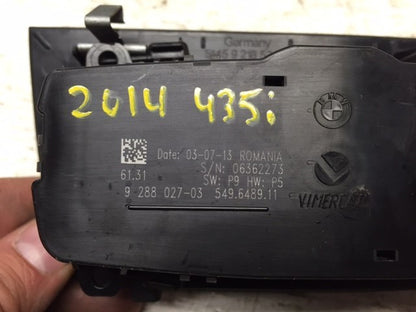 Germany
2014 435i
Date: 03-07-13 ROMANIA
S/N: 06362273
61.31 SW: P9 HW: P5
9 288 027-03 549.6489.11